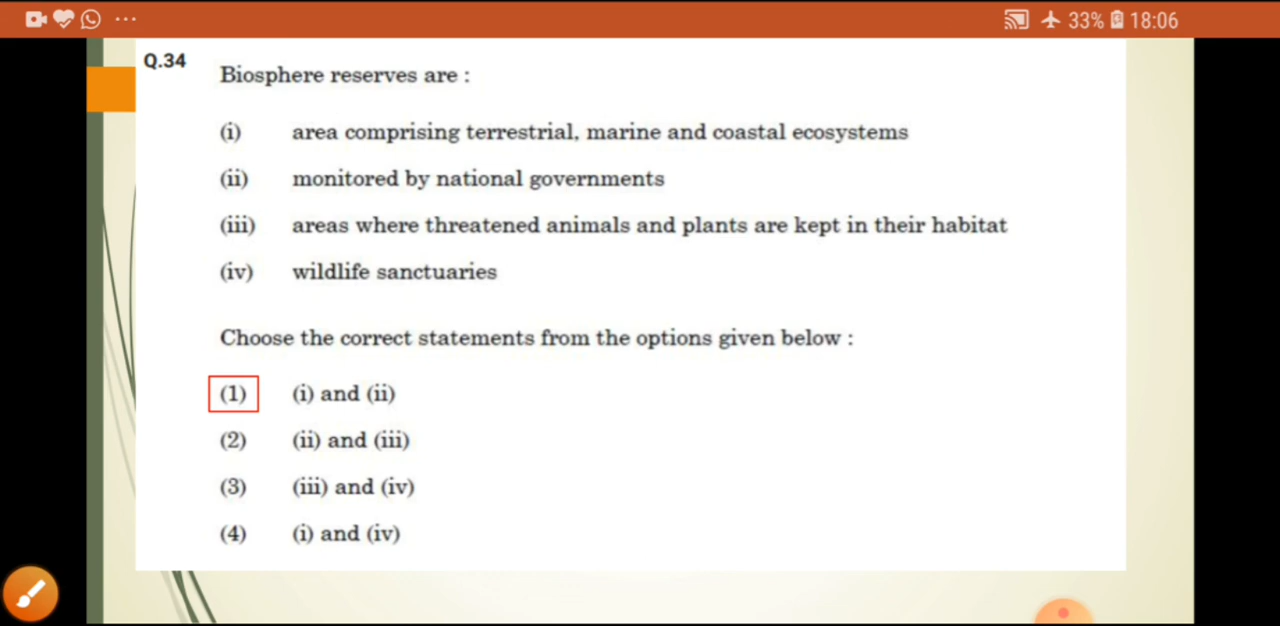 33% 18:06
Q.34
Biosphere reserves are :
(i) area comprising terrestrial, marine and coastal ecosystems
(ii) monitored by national governments
(iii) areas where threatened animals and plants are kept in their habitat
(iv) wildlife sanctuaries
Choose the correct statements from the options given below :
(1) (i) and (ii)
(2) (ii) and (iii)
(3) (iii) and (iv)
(4) (i) and (iv)